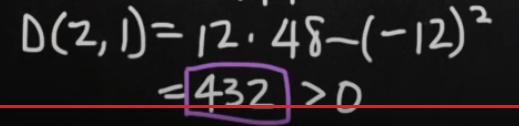 D(2,1)= 12 · 48 - (-12)²
= 432 > 0